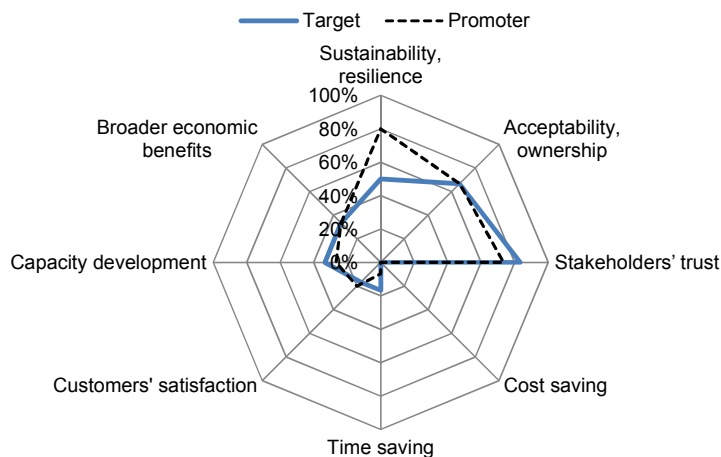 Target Promoter
Sustainability,
resilience
100%
80%
60%
40%
20%
0%
Acceptability,
ownership
Stakeholders’ trust
Cost saving
Time saving
Customers' satisfaction
Capacity development
Broader economic
benefits